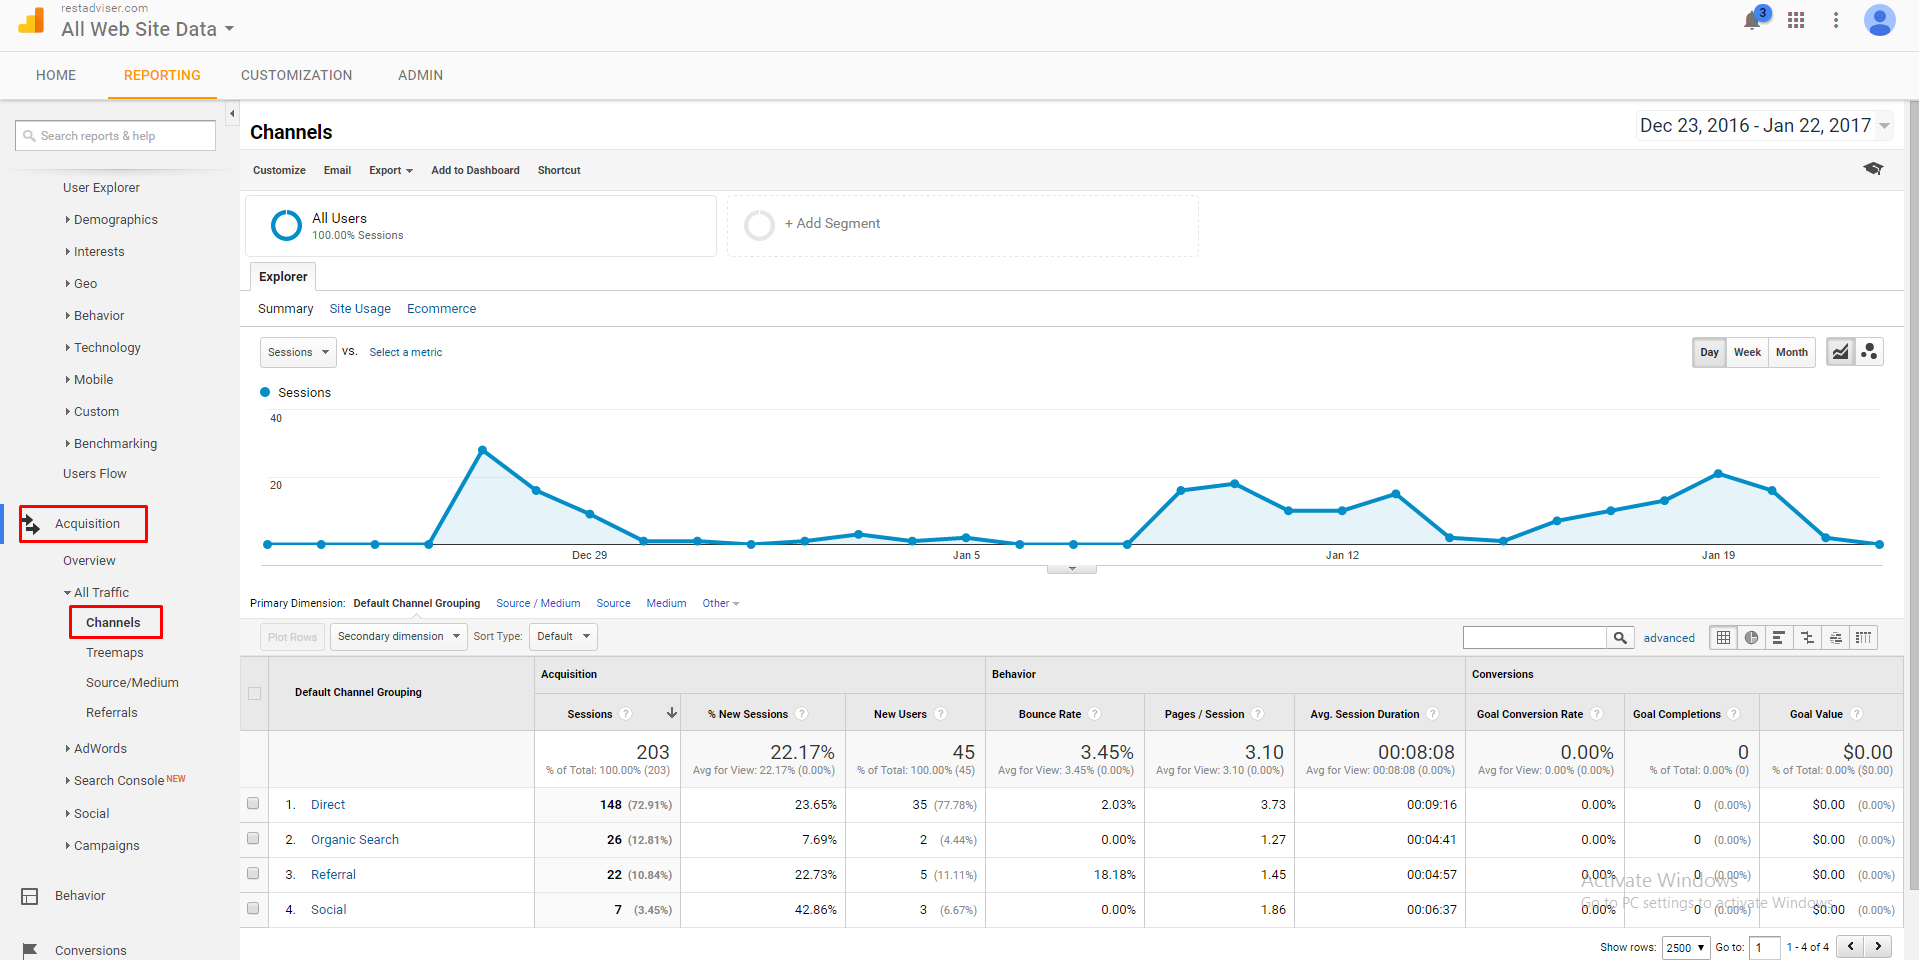 restadviser.com
All Web Site Data
3
HOME REPORTING CUSTOMIZATION ADMIN
Search reports & help
User Explorer
Demographics
Interests
Geo
Behavior
Technology
Mobile
Custom
Benchmarking
Users Flow
Acquisition
Overview
All Traffic
Channels
Treemaps
Source/Medium
Referrals
AdWords
Search Console NEW
Social
Campaigns
Behavior
Conversions
Channels
Dec 23, 2016 - Jan 22, 2017
Customize Email Export Add to Dashboard Shortcut
All Users
100.00% Sessions
+ Add Segment
Explorer
Summary Site Usage Ecommerce
Sessions VS. Select a metric
Day Week Month
Sessions
40
20
Dec 29 Jan 5 Jan 12 Jan 19
Primary Dimension: Default Channel Grouping Source / Medium Source Medium Other
Plot Rows Secondary dimension Sort Type: Default advanced
Default Channel Grouping Acquisition Behavior Conversions
Sessions ? % New Sessions ? New Users ? Bounce Rate ? Pages / Session ? Avg. Session Duration ? Goal Conversion Rate ? Goal Completions ? Goal Value ?
203 22.17% 45 3.45% 3.10 00:08:08 0.00% 0 $0.00
% of Total: 100.00% (203) Avg for View: 22.17% (0.00%) % of Total: 100.00% (45) Avg for View: 3.45% (0.00%) Avg for View: 3.10 (0.00%) Avg for View: 00:08:08 (0.00%) Avg for View: 0.00% (0.00%) % of Total: 0.00% (0) % of Total: 0.00% ($0.00)
1. Direct 148 (72.91%) 23.65% 35 (77.78%) 2.03% 3.73 00:09:16 0.00% 0 (0.00%) $0.00 (0.00%)
2. Organic Search 26 (12.81%) 7.69% 2 (4.44%) 0.00% 1.27 00:04:41 0.00% 0 (0.00%) $0.00 (0.00%)
3. Referral 22 (10.84%) 22.73% 5 (11.11%) 18.18% 1.45 00:04:57 0.00% 0 (0.00%) $0.00 (0.00%)
4. Social 7 (3.45%) 42.86% 3 (6.67%) 0.00% 1.86 00:06:37 0.00% 0 (0.00%) $0.00 (0.00%)
Activate Windows
Go to PC settings to activate Windows.
Show rows: 2500 Go to: 1 1 - 4 of 4